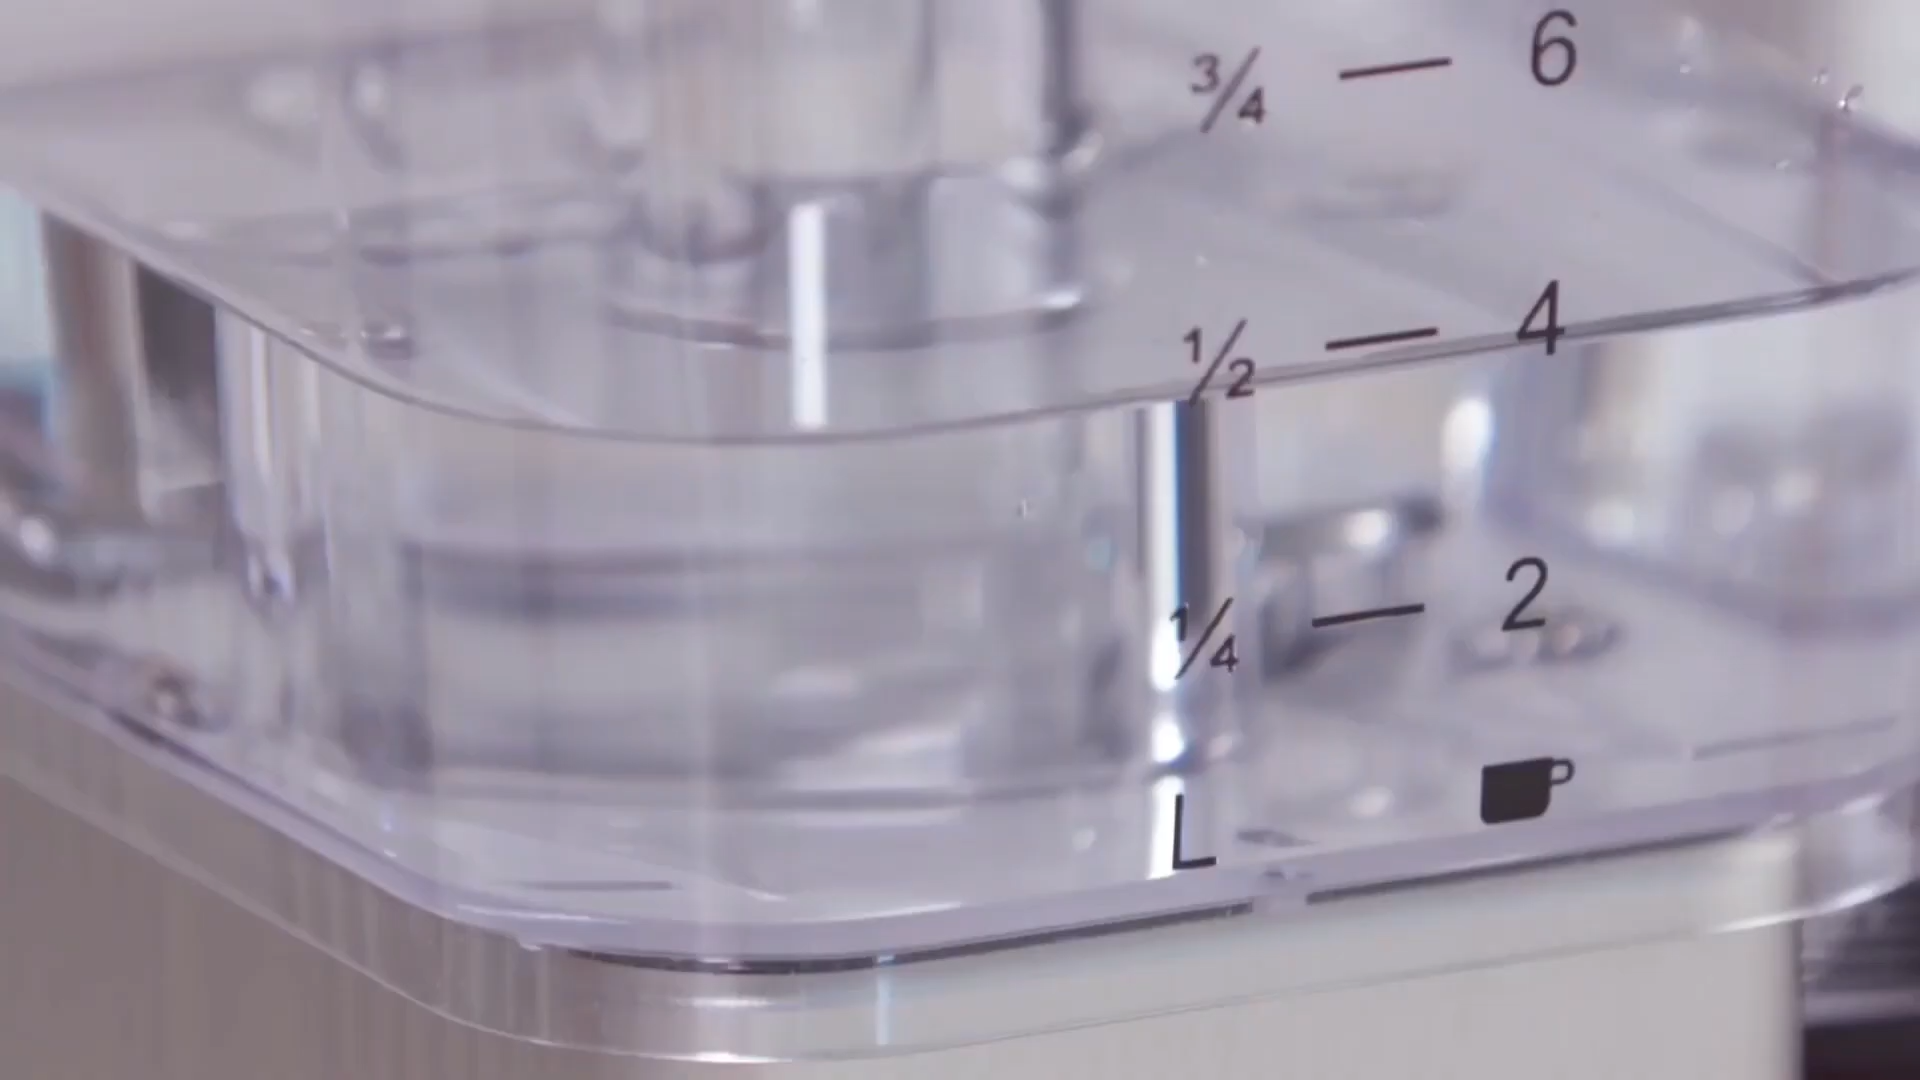 ¾ — 6
½ — 4
¼ — 2
L